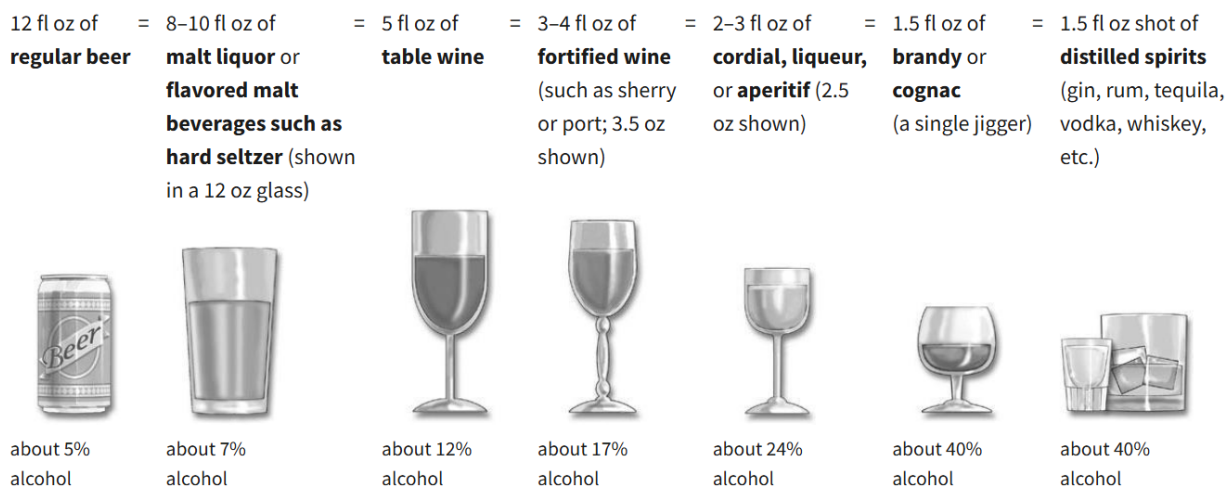 12 fl oz of
regular beer
=
8–10 fl oz of
malt liquor or
flavored malt
beverages such as
hard seltzer (shown
in a 12 oz glass)
=
5 fl oz of
table wine
=
3–4 fl oz of
fortified wine
(such as sherry
or port; 3.5 oz
shown)
=
2–3 fl oz of
cordial, liqueur,
or aperitif (2.5
oz shown)
=
1.5 fl oz of
brandy or
cognac
(a single jigger)
=
1.5 fl oz shot of
distilled spirits
(gin, rum, tequila,
vodka, whiskey,
etc.)
Beer
about 5%
alcohol
about 7%
alcohol
about 12%
alcohol
about 17%
alcohol
about 24%
alcohol
about 40%
alcohol
about 40%
alcohol